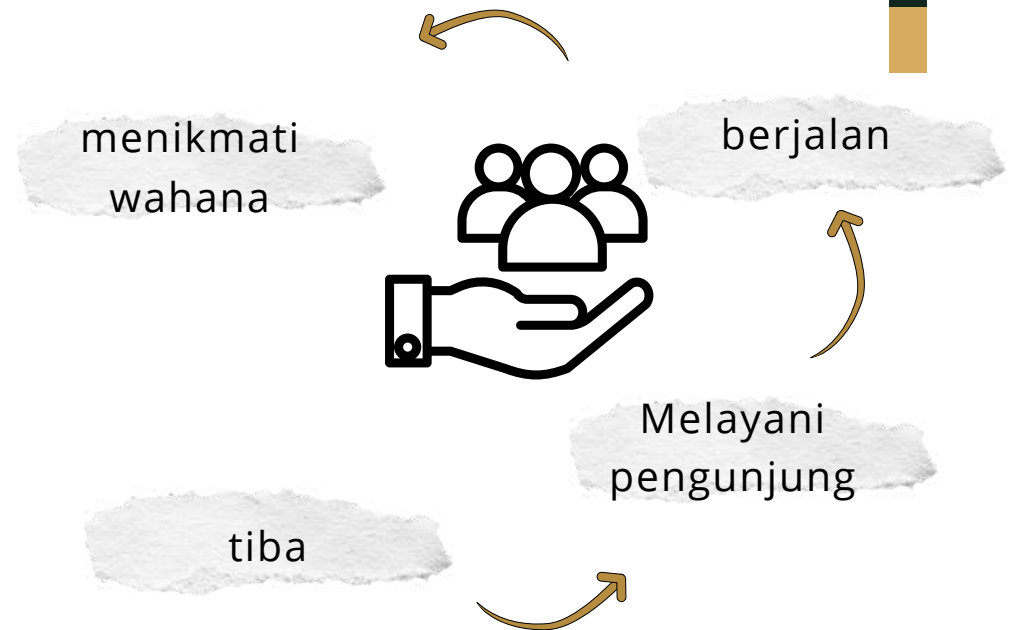 menikmati
wahana
berjalan
Melayani
pengunjung
tiba